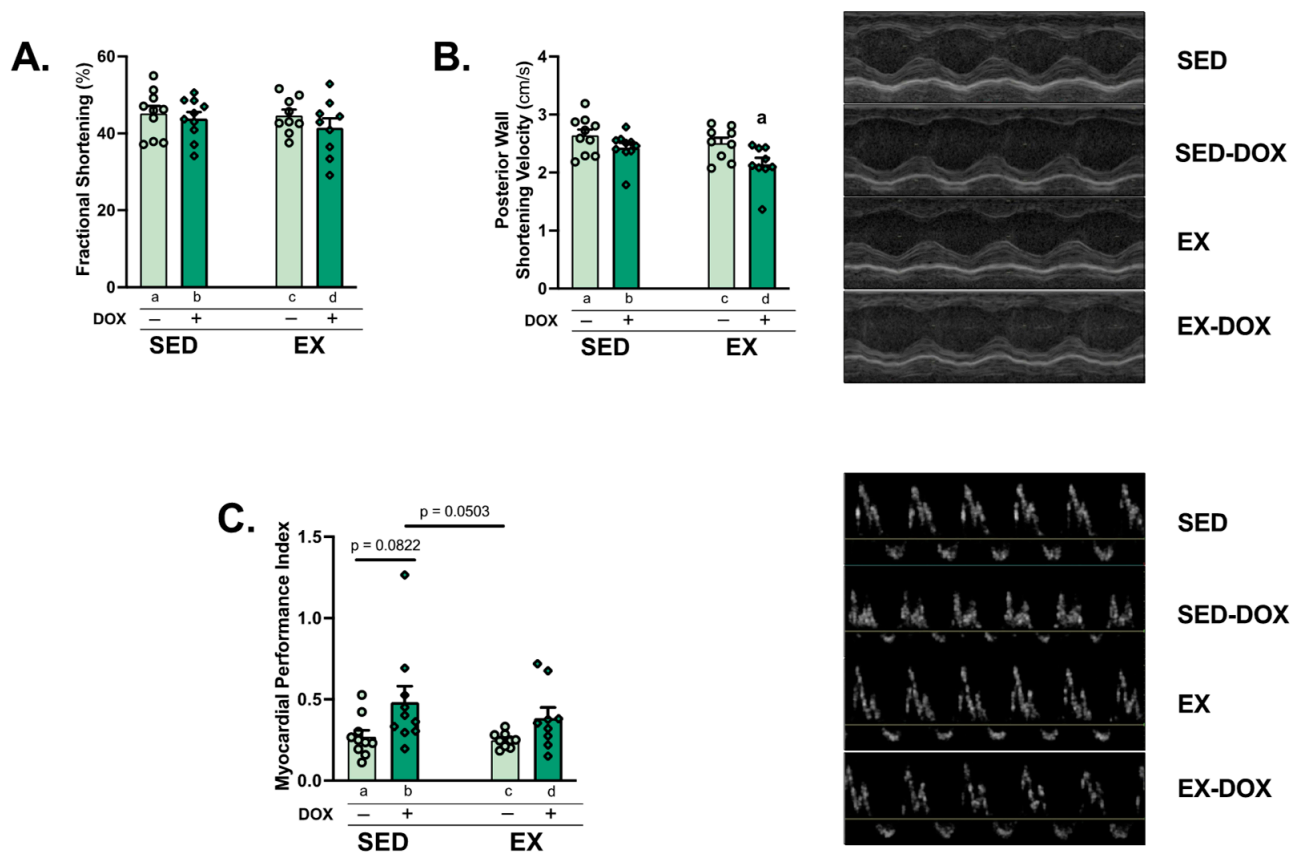 A.
Fractional Shortening (%)
60
40
20
0
a b c d
DOX − + − +
SED EX
B.
Posterior Wall
Shortening Velocity (cm/s)
4
3
2
1
0
a
a b c d
DOX − + − +
SED EX
SED
SED-DOX
EX
EX-DOX
C.
Myocardial Performance Index
1.5
1.0
0.5
0.0
p = 0.0503
p = 0.0822
a b c d
DOX − + − +
SED EX
SED
SED-DOX
EX
EX-DOX